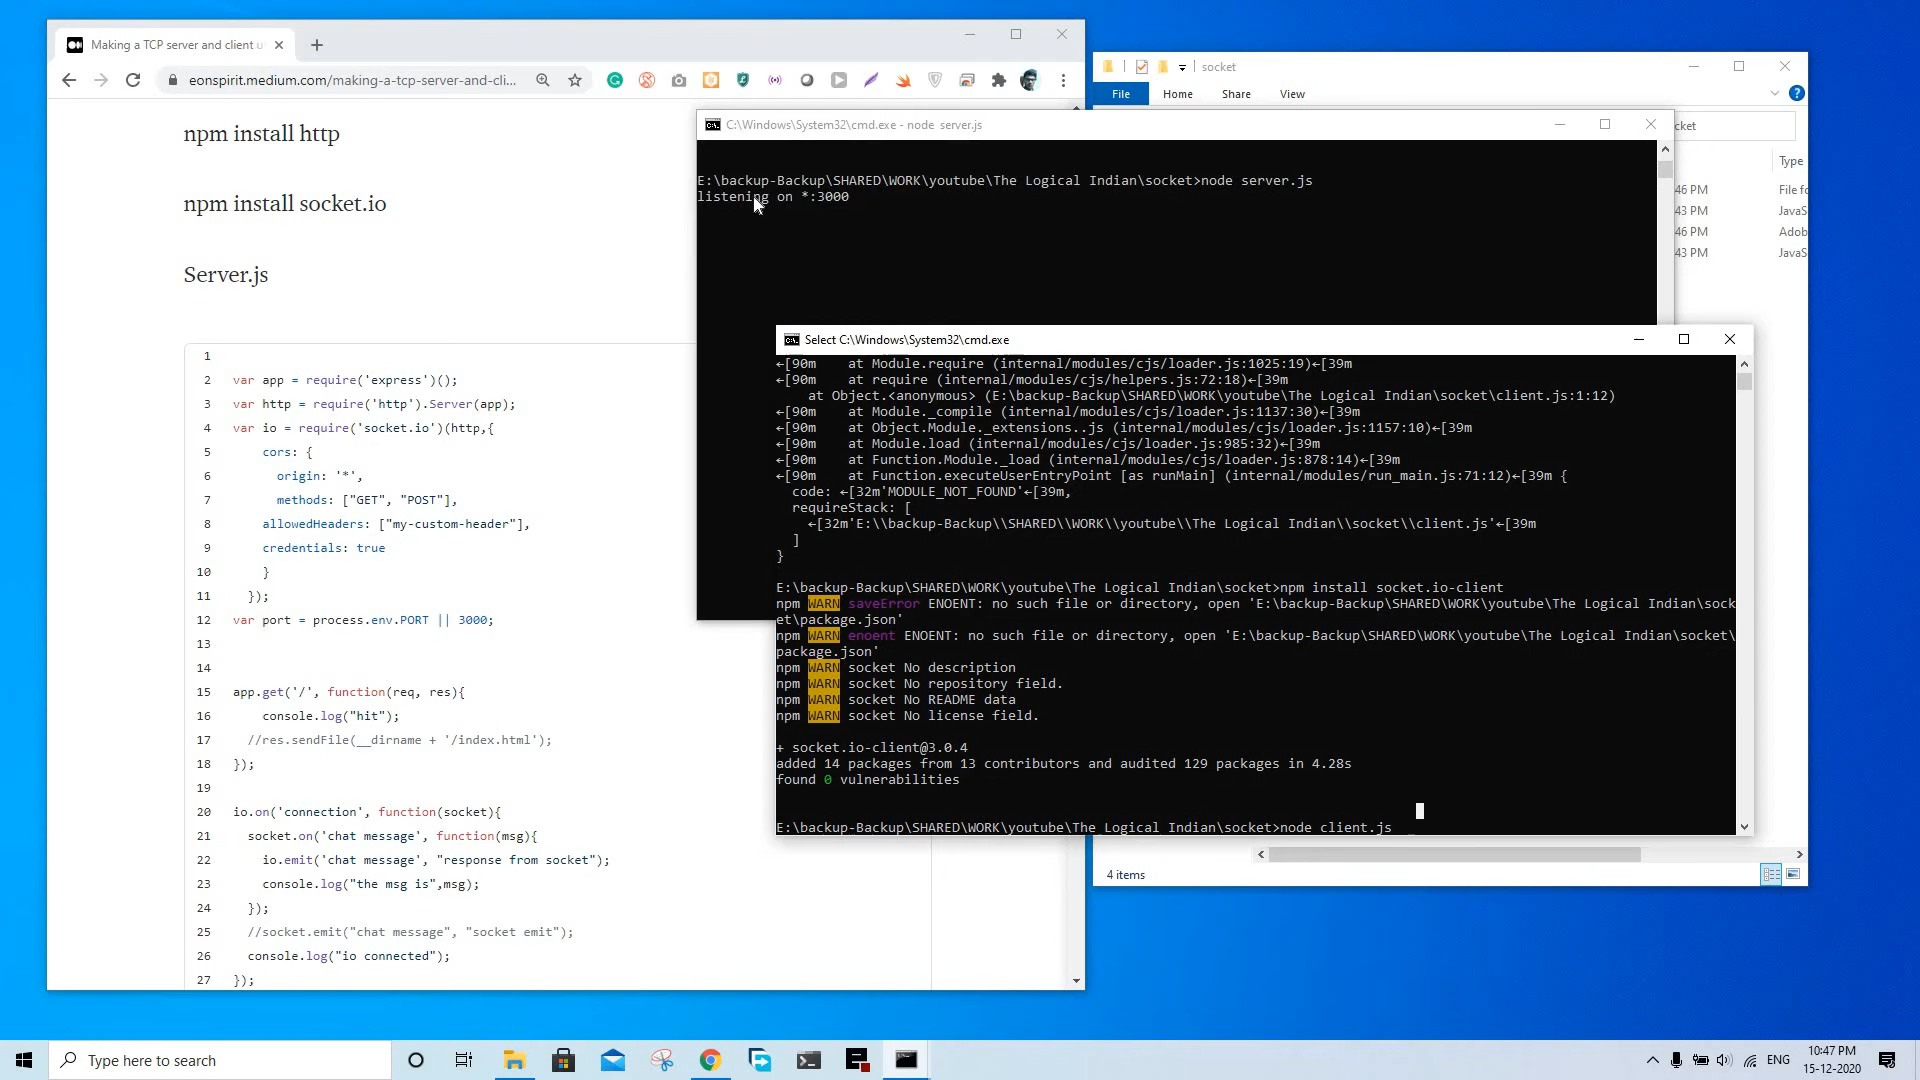 Making a TCP server and client u
eonspirit.medium.com/making-a-tcp-server-and-cli...
npm install http
npm install socket.io
Server.js
1
2 var app = require('express')();
3 var http = require('http').Server(app);
4 var io = require('socket.io')(http,{
5 cors: {
6 origin: '*',
7 methods: ["GET", "POST"],
8 allowedHeaders: ["my-custom-header"],
9 credentials: true
10 }
11 });
12 var port = process.env.PORT || 3000;
13
14
15 app.get('/', function(req, res){
16 console.log("hit");
17 //res.sendFile(__dirname + '/index.html');
18 });
19
20 io.on('connection', function(socket){
21 socket.on('chat message', function(msg){
22 io.emit('chat message', "response from socket");
23 console.log("the msg is",msg);
24 });
25 //socket.emit("chat message", "socket emit");
26 console.log("io connected");
27 });
socket
File Home Share View
cket
Type
46 PM File fo
43 PM JavaS
46 PM Adob
43 PM JavaS
4 items
C:\Windows\System32\cmd.exe - node server.js
E:\backup-Backup\SHARED\WORK\youtube\The Logical Indian\socket>node server.js
listening on *:3000
Select C:\Windows\System32\cmd.exe
←[90m    at Module.require (internal/modules/cjs/loader.js:1025:19)←[39m
←[90m    at require (internal/modules/cjs/helpers.js:72:18)←[39m
at Object.<anonymous> (E:\backup-Backup\SHARED\WORK\youtube\The Logical Indian\socket\client.js:1:12)
←[90m    at Module._compile (internal/modules/cjs/loader.js:1137:30)←[39m
←[90m    at Object.Module._extensions..js (internal/modules/cjs/loader.js:1157:10)←[39m
←[90m    at Module.load (internal/modules/cjs/loader.js:985:32)←[39m
←[90m    at Function.Module._load (internal/modules/cjs/loader.js:878:14)←[39m
←[90m    at Function.executeUserEntryPoint [as runMain] (internal/modules/run_main.js:71:12)←[39m {
code: ←[32m'MODULE_NOT_FOUND'←[39m,
requireStack: [
←[32m'E:\\backup-Backup\\SHARED\\WORK\\youtube\\The Logical Indian\\socket\\client.js'←[39m
]
}
E:\backup-Backup\SHARED\WORK\youtube\The Logical Indian\socket>npm install socket.io-client
npm WARN saveError ENOENT: no such file or directory, open 'E:\backup-Backup\SHARED\WORK\youtube\The Logical Indian\sock
et\package.json'
npm WARN enoent ENOENT: no such file or directory, open 'E:\backup-Backup\SHARED\WORK\youtube\The Logical Indian\socket\
package.json'
npm WARN socket No description
npm WARN socket No repository field.
npm WARN socket No README data
npm WARN socket No license field.
+ socket.io-client@3.0.4
added 14 packages from 13 contributors and audited 129 packages in 4.28s
found 0 vulnerabilities
E:\backup-Backup\SHARED\WORK\youtube\The Logical Indian\socket>node client.js
Type here to search
ENG
10:47 PM
15-12-2020